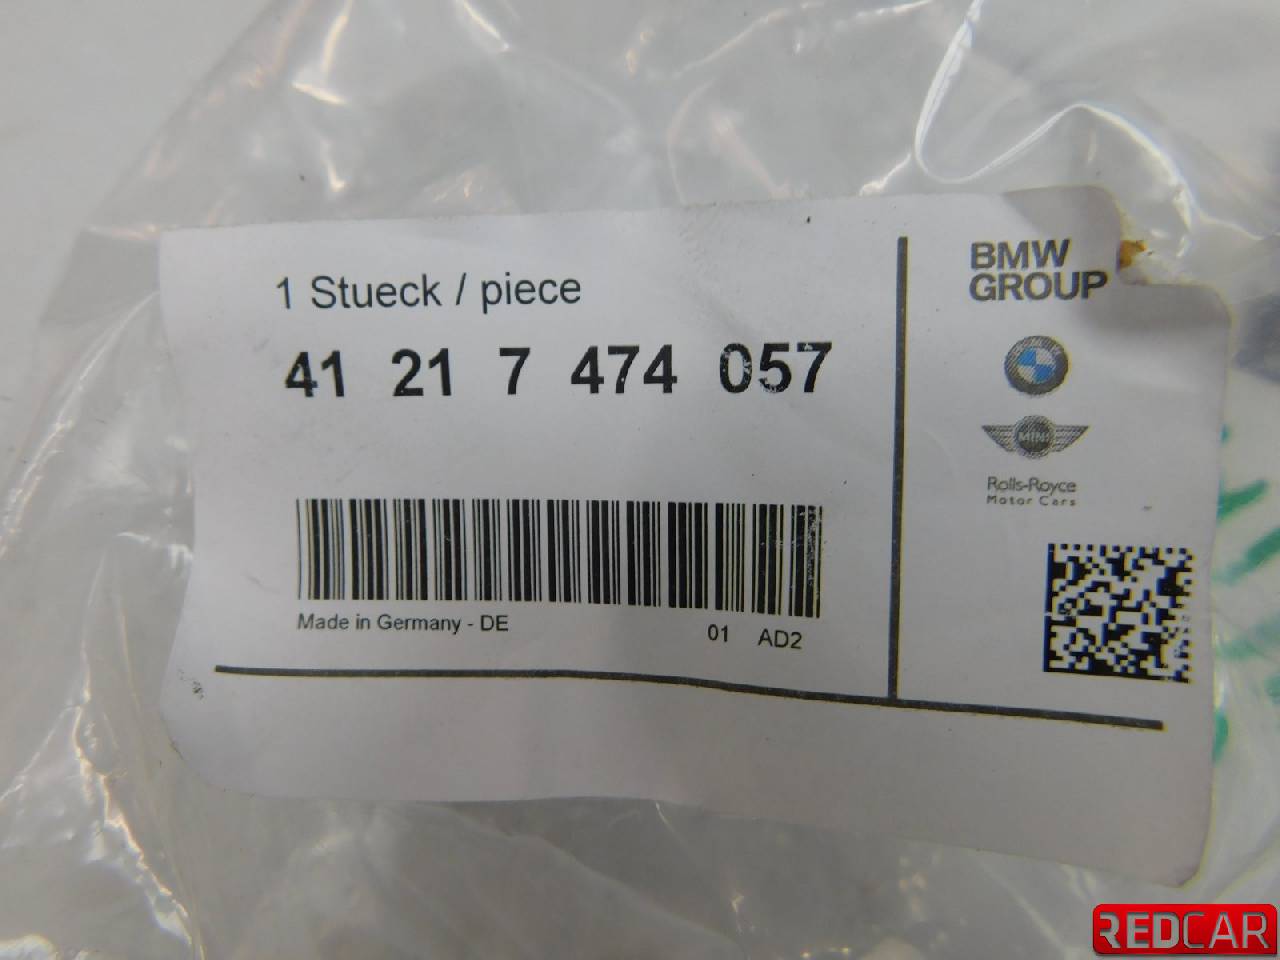 1 Stueck / piece
41 21 7 474 057
Made in Germany - DE
01 AD2
BMW
GROUP
MINI
Rolls-Royce
Motor Cars
REDCAR